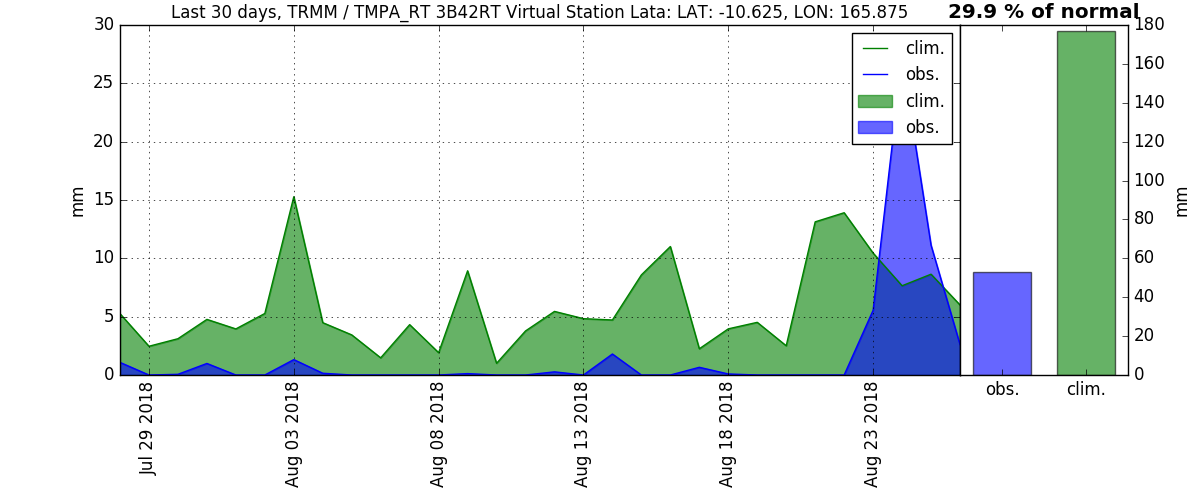 Last 30 days, TRMM / TMPA_RT 3B42RT Virtual Station Lata: LAT: -10.625, LON: 165.875
29.9 % of normal
30
25
20
15
10
5
0
mm
clim.
obs.
clim.
obs.
180
160
140
120
100
80
60
40
20
0
mm
Jul 29 2018
Aug 03 2018
Aug 08 2018
Aug 13 2018
Aug 18 2018
Aug 23 2018
obs.
clim.